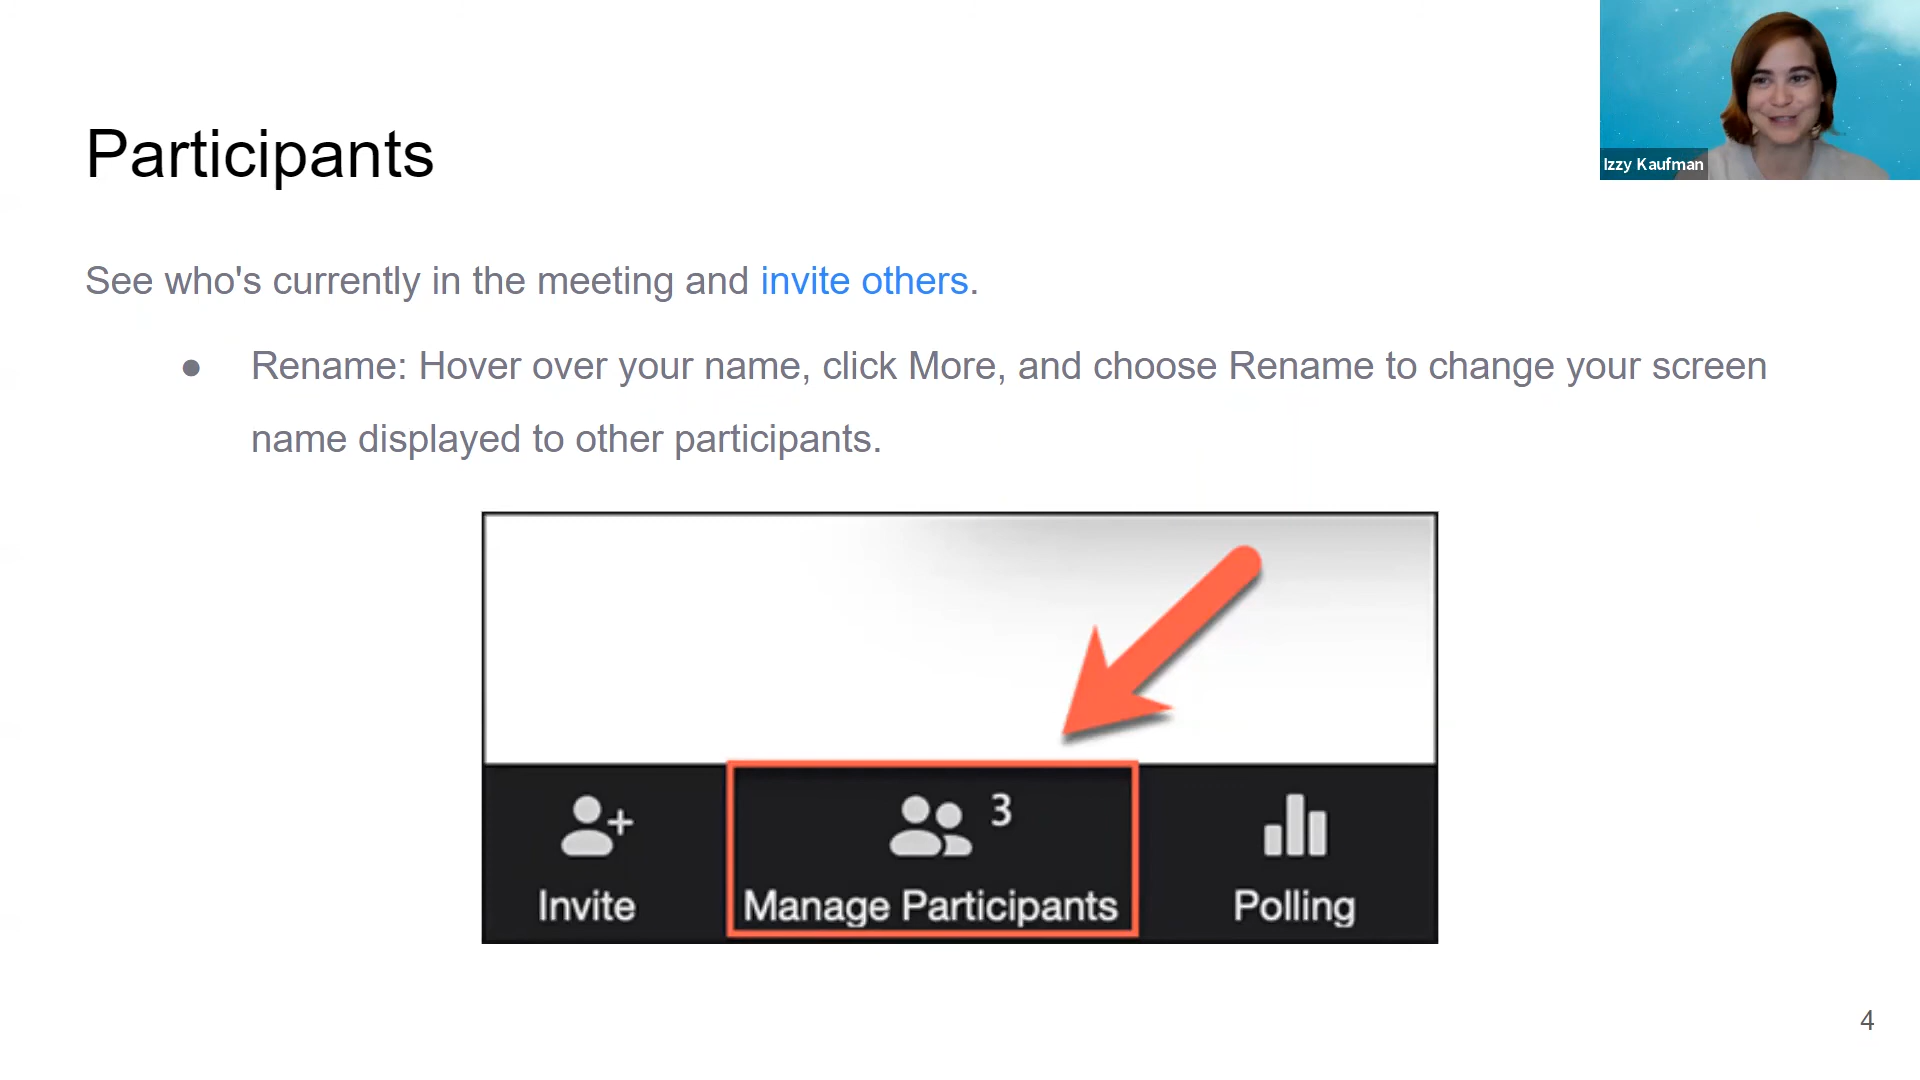 Participants
Izzy Kaufman
See who's currently in the meeting and invite others.
● Rename: Hover over your name, click More, and choose Rename to change your screen
name displayed to other participants.
3
Invite Manage Participants Polling
4